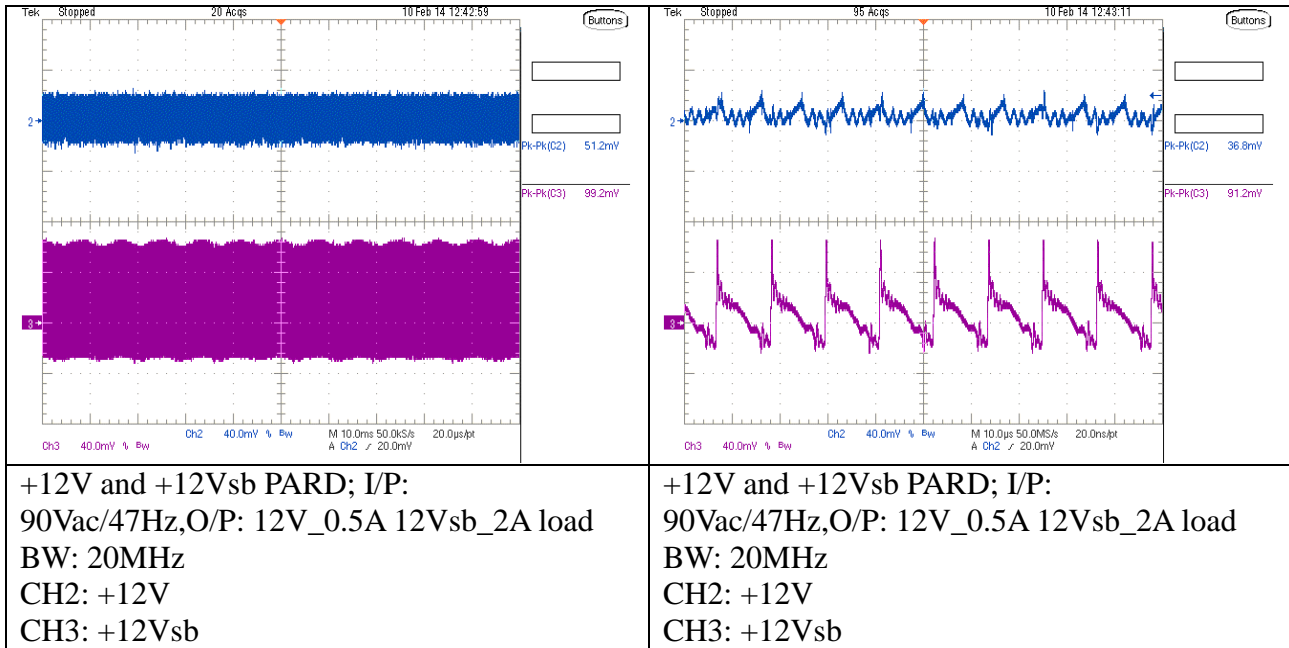 Tek Stopped 20 Acqs 10 Feb 14 12:42:59
Buttons
2
Pk-Pk(C2) 51.2mV
Pk-Pk(C3) 99.2mV
3
Ch2 40.0mV % Bw M 10.0ms 50.0kS/s 20.0µs/pt
Ch3 40.0mV % Bw A Ch2 / 20.0mV
+12V and +12Vsb PARD; I/P:
90Vac/47Hz,O/P: 12V_0.5A 12Vsb_2A load
BW: 20MHz
CH2: +12V
CH3: +12Vsb
Tek Stopped 95 Acqs 10 Feb 14 12:43:11
Buttons
2
Pk-Pk(C2) 36.8mV
Pk-Pk(C3) 91.2mV
3
Ch2 40.0mV % Bw M 10.0µs 50.0MS/s 20.0ns/pt
Ch3 40.0mV % Bw A Ch2 / 20.0mV
+12V and +12Vsb PARD; I/P:
90Vac/47Hz,O/P: 12V_0.5A 12Vsb_2A load
BW: 20MHz
CH2: +12V
CH3: +12Vsb